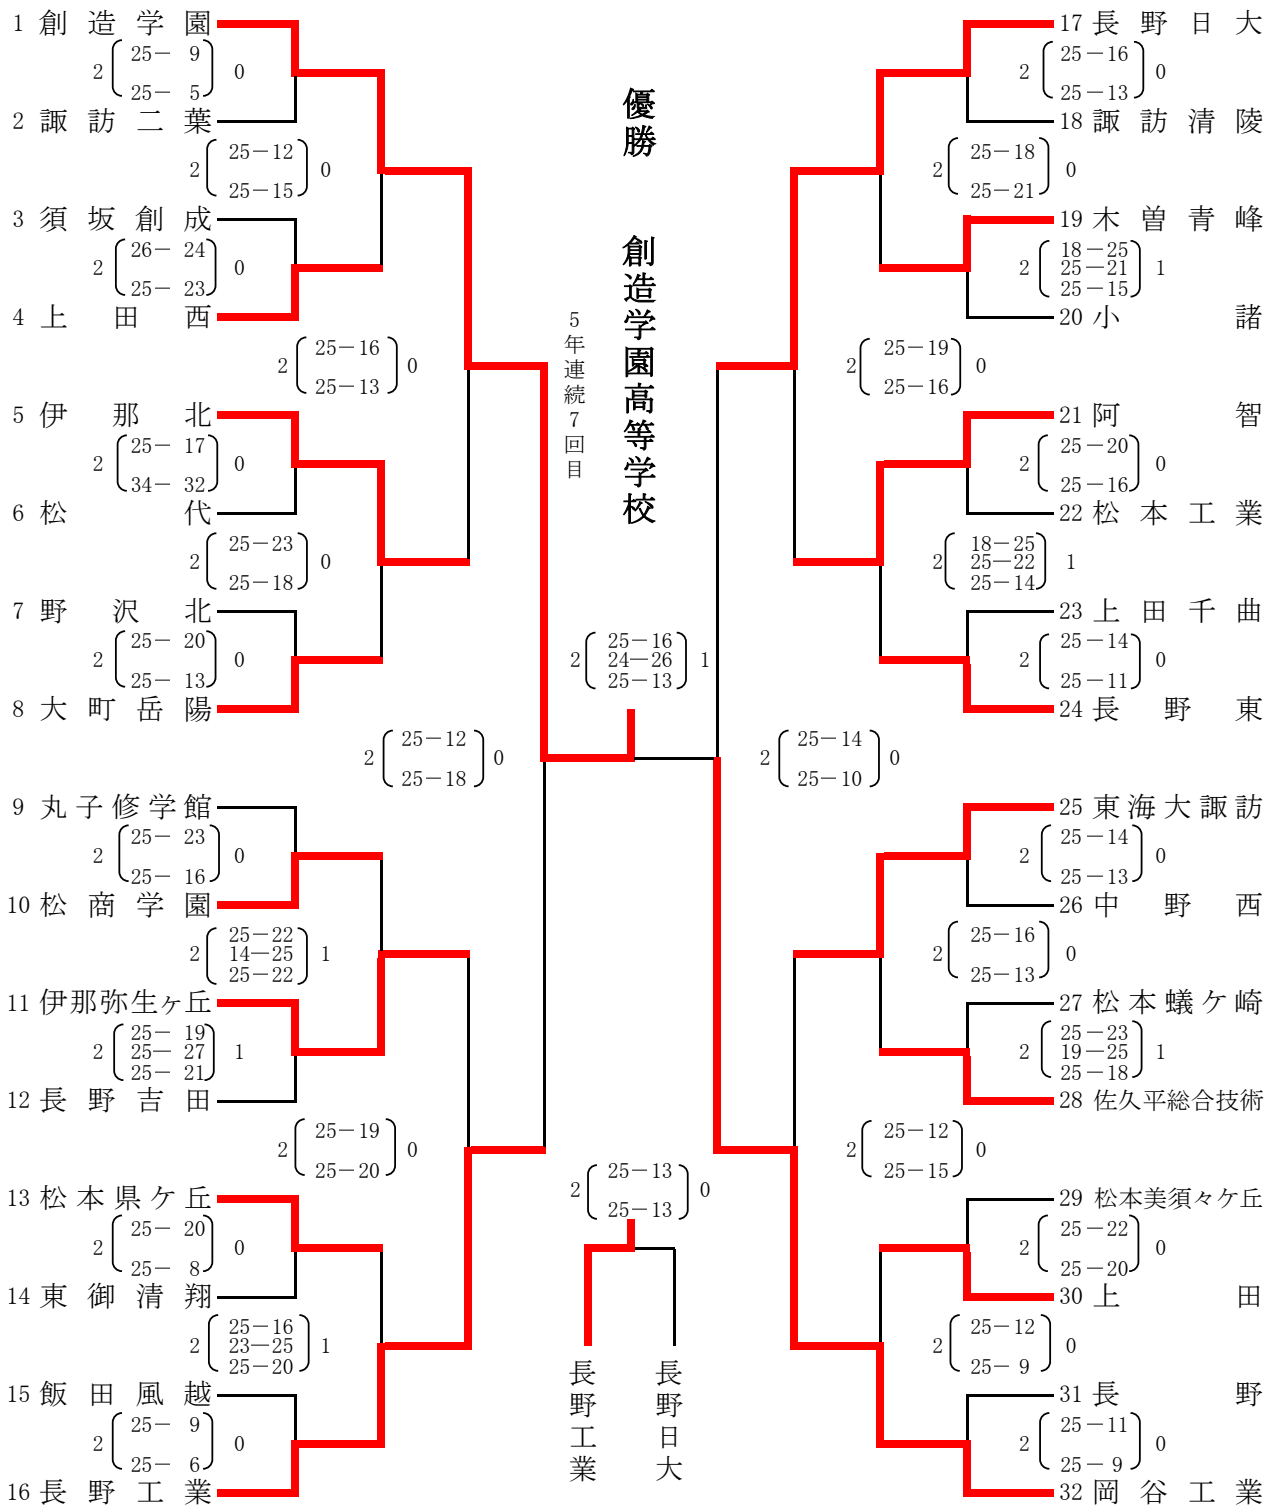 1 創造学園
25－ 9
2 0
25－ 5
2 諏訪二葉
25－12
2 0
25－15
3 須坂創成
26－ 24
2 0
25－ 23
4 上田西
25－16
2 0
25－13
5 伊那北
25－ 17
2 0
34－ 32
6 松代
25－23
2 0
25－18
7 野沢北
25－ 20
2 0
25－ 13
8 大町岳陽
25－12
2 0
25－18
9 丸子修学館
25－ 23
2 0
25－ 16
10 松商学園
25－22
2 14－25 1
25－22
11 伊那弥生ヶ丘
25－ 19
2 25－ 27 1
25－ 21
12 長野吉田
25－19
2 0
25－20
13 松本県ケ丘
25－ 20
2 0
25－ 8
14 東御清翔
25－16
2 23－25 1
25－20
15 飯田風越
25－ 9
2 0
25－ 6
16 長野工業
優勝 創造学園高等学校
5年連続7回目
25－16
2 24－26 1
25－13
25－13
2 0
25－13
長野工業
長野日大
17 長野日大
25－16
2 0
25－13
18 諏訪清陵
25－18
2 0
25－21
19 木曽青峰
18－25
2 25－21 1
25－15
20 小諸
25－19
2 0
25－16
21 阿智
25－20
2 0
25－16
22 松本工業
18－25
2 25－22 1
25－14
23 上田千曲
25－14
2 0
25－11
24 長野東
25－14
2 0
25－10
25 東海大諏訪
25－14
2 0
25－13
26 中野西
25－16
2 0
25－13
27 松本蟻ケ崎
25－23
2 19－25 1
25－18
28 佐久平総合技術
25－12
2 0
25－15
29 松本美須々ケ丘
25－22
2 0
25－20
30 上田
25－12
2 0
25－ 9
31 長野
25－11
2 0
25－ 9
32 岡谷工業